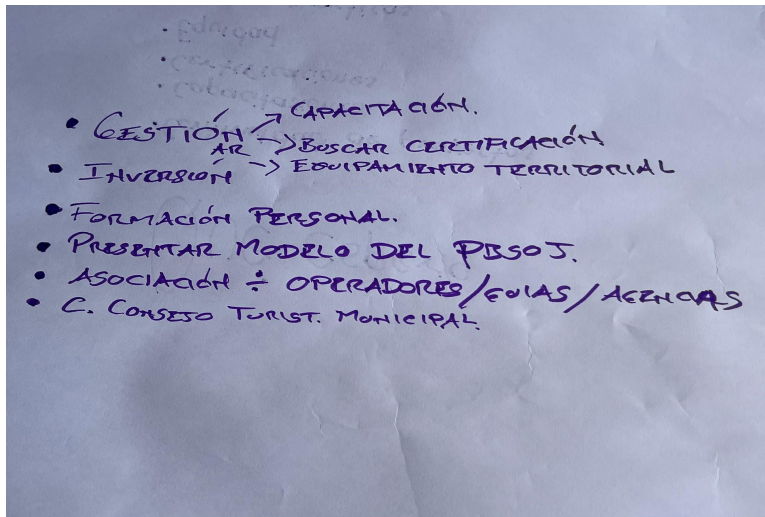 • GESTIÓN → CAPACITACIÓN.
AR → BUSCAR CERTIFICACIÓN
• INVERSIÓN → EQUIPAMIENTO TERRITORIAL
• FORMACIÓN PERSONAL.
• PRESENTAR MODELO DEL PBSOJ.
• ASOCIACIÓN ÷ OPERADORES/GUIAS/AGENCIAS
• C. CONSEJO TURIST. MUNICIPAL.